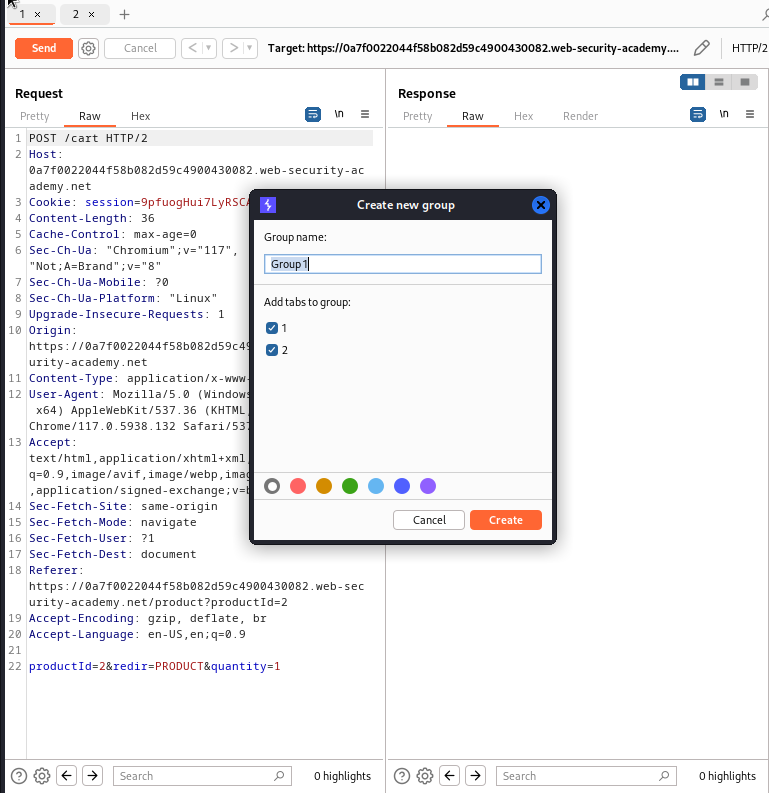 1 × 2 × +
Send Cancel < > Target: https://0a7f0022044f58b082d59c4900430082.web-security-academy.... HTTP/2
Request
Pretty Raw Hex \n
1 POST /cart HTTP/2
2 Host:
0a7f0022044f58b082d59c4900430082.web-security-ac
ademy.net
3 Cookie: session=9pfuogHui7LyRSCA
4 Content-Length: 36
5 Cache-Control: max-age=0
6 Sec-Ch-Ua: "Chromium";v="117",
"Not;A=Brand";v="8"
7 Sec-Ch-Ua-Mobile: ?0
8 Sec-Ch-Ua-Platform: "Linux"
9 Upgrade-Insecure-Requests: 1
10 Origin:
https://0a7f0022044f58b082d59c49
urity-academy.net
11 Content-Type: application/x-www-
12 User-Agent: Mozilla/5.0 (Windows
x64) AppleWebKit/537.36 (KHTML,
Chrome/117.0.5938.132 Safari/537
13 Accept:
text/html,application/xhtml+xml,
q=0.9,image/avif,image/webp,imag
,application/signed-exchange;v=b
14 Sec-Fetch-Site: same-origin
15 Sec-Fetch-Mode: navigate
16 Sec-Fetch-User: ?1
17 Sec-Fetch-Dest: document
18 Referer:
https://0a7f0022044f58b082d59c4900430082.web-sec
urity-academy.net/product?productId=2
19 Accept-Encoding: gzip, deflate, br
20 Accept-Language: en-US,en;q=0.9
21
22 productId=2&redir=PRODUCT&quantity=1
Search 0 highlights
Response
Pretty Raw Hex Render \n
Search 0 highlights
Create new group
Group name:
Group 1
Add tabs to group:
1
2
Cancel Create